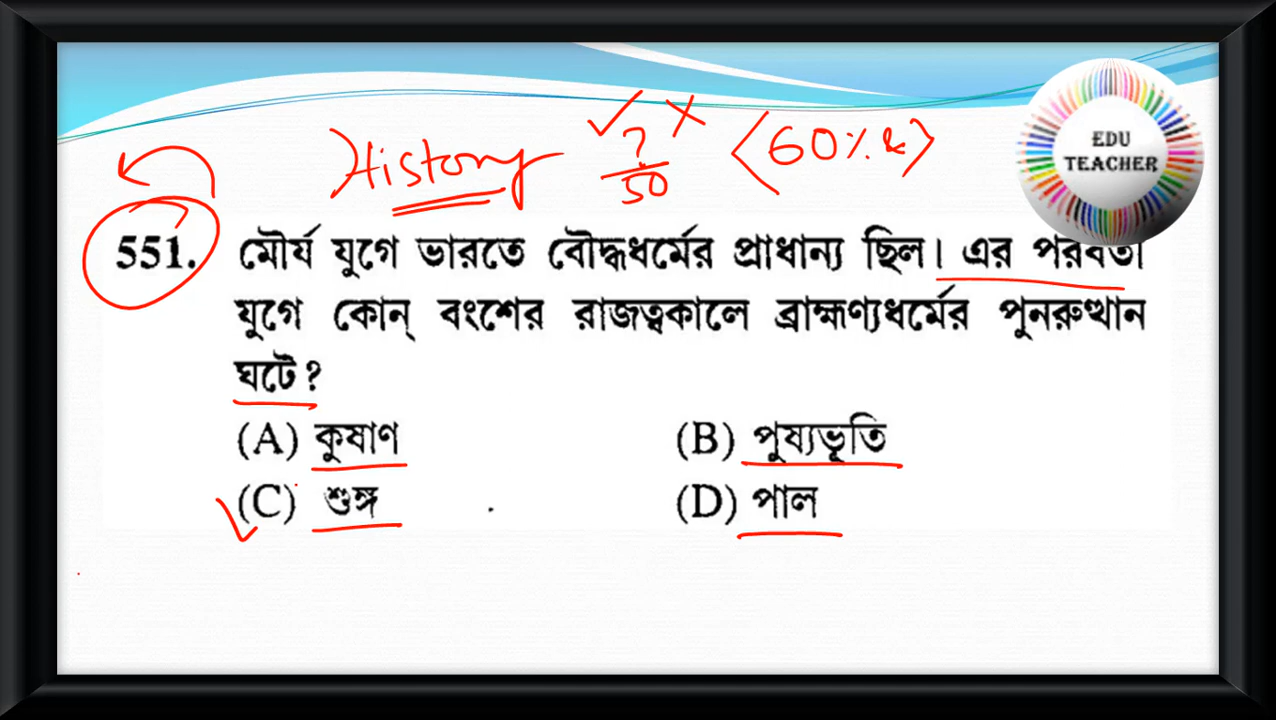 History ✓ ? × (60%
50
EDU
TEACHER
551. মৌর্য যুগে ভারতে বৌদ্ধধর্মের প্রাধান্য ছিল। এর পরবর্তী
যুগে কোন্ বংশের রাজত্বকালে ব্রাহ্মণ্যধর্মের পুনরুত্থান
ঘটে ?
(A) কুষাণ (B) পুষ্যভূতি
(C) শুঙ্গ (D) পাল